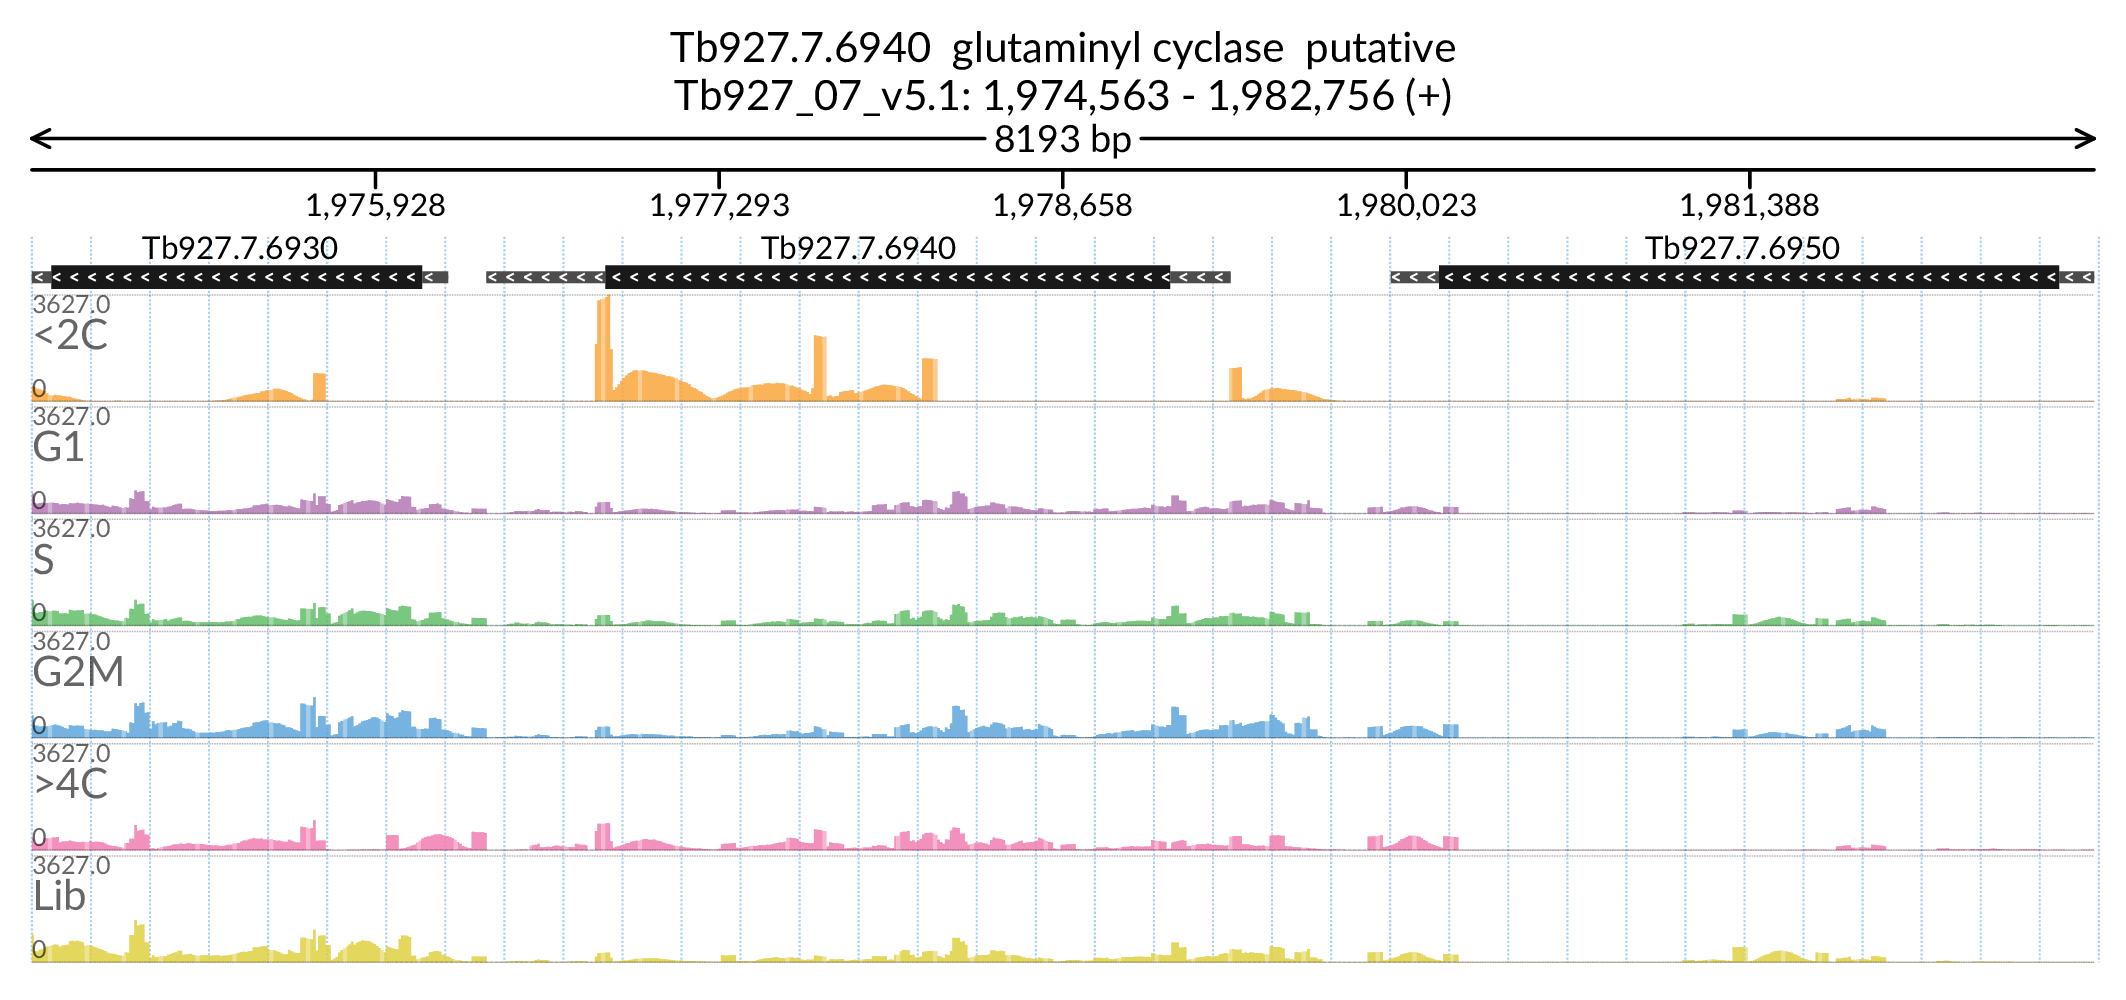 Tb927.7.6940  glutaminyl cyclase  putative
Tb927_07_v5.1: 1,974,563 - 1,982,756 (+)
8193 bp
1,975,928 1,977,293 1,978,658 1,980,023 1,981,388
Tb927.7.6930 Tb927.7.6940 Tb927.7.6950
3627.0
<2C
0
3627.0
G1
0
3627.0
S
0
3627.0
G2M
0
3627.0
>4C
0
3627.0
Lib
0